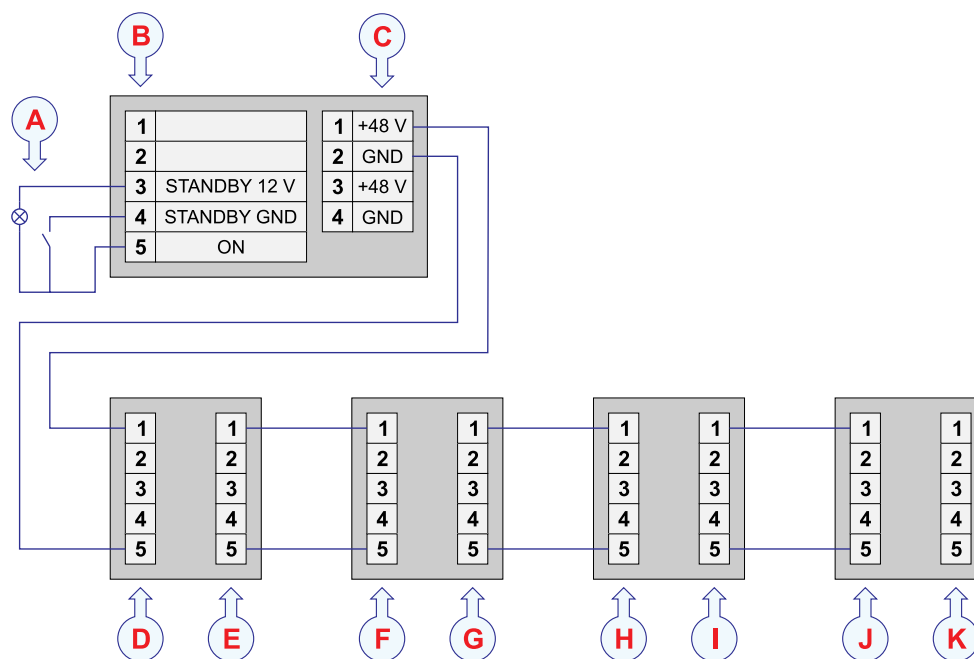 B C
A
1 1 +48 V
2 2 GND
3 STANDBY 12 V 3 +48 V
4 STANDBY GND 4 GND
5 ON
1 1 1 1 1 1 1 1
2 2 2 2 2 2 2 2
3 3 3 3 3 3 3 3
4 4 4 4 4 4 4 4
5 5 5 5 5 5 5 5
D E F G H I J K